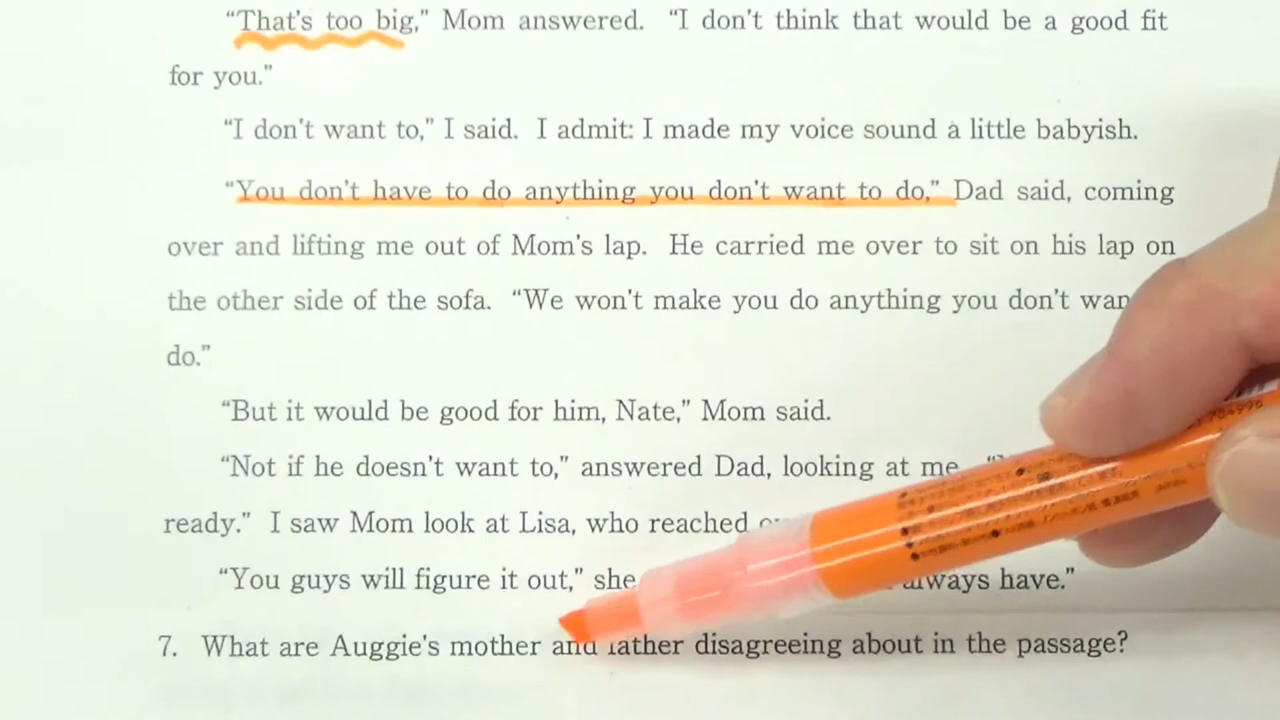 “That's too big,” Mom answered. “I don't think that would be a good fit
for you.”
“I don't want to,” I said. I admit: I made my voice sound a little babyish.
“You don't have to do anything you don't want to do,” Dad said, coming
over and lifting me out of Mom's lap. He carried me over to sit on his lap on
the other side of the sofa. “We won't make you do anything you don't
do.”
“But it would be good for him, Nate,” Mom said.
“Not if he doesn't want to,” answered Dad, looking at me.
ready.” I saw Mom look at Lisa, who reached
“You guys will figure it out,” she always have.”
7. What are Auggie's mother and father disagreeing about in the passage?